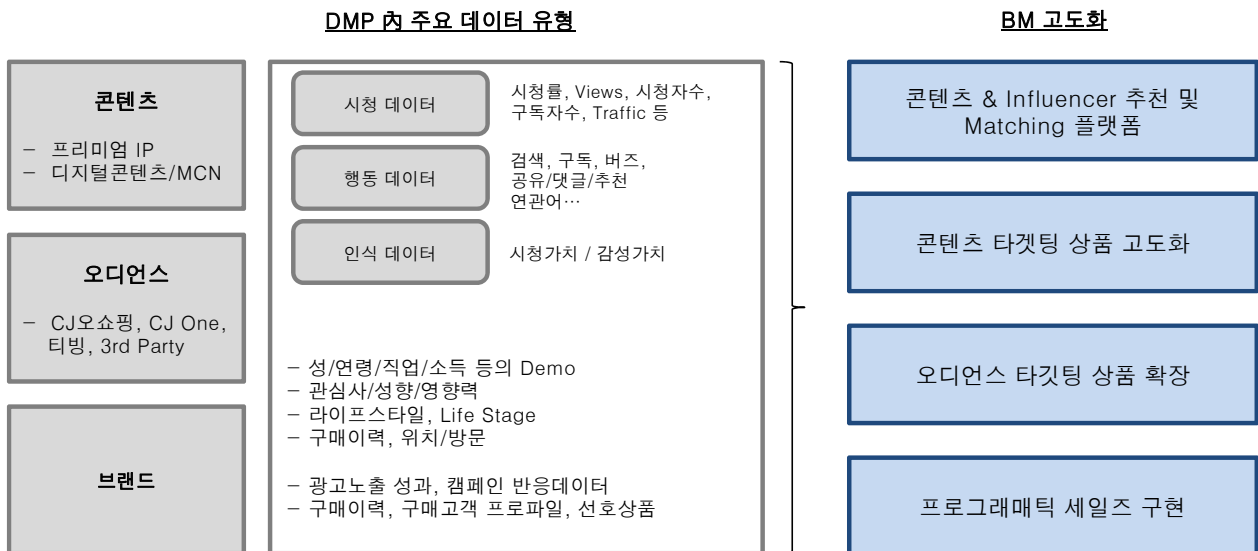 DMP 內 주요 데이터 유형
BM 고도화
콘텐츠
– 프리미엄 IP
– 디지털콘텐츠/MCN
오디언스
– CJ오쇼핑, CJ One,
티빙, 3rd Party
브랜드
시청 데이터
시청률, Views, 시청자수,
구독자수, Traffic 등
행동 데이터
검색, 구독, 버즈,
공유/댓글/추천
연관어…
인식 데이터
시청가치 / 감성가치
– 성/연령/직업/소득 등의 Demo
– 관심사/성향/영향력
– 라이프스타일, Life Stage
– 구매이력, 위치/방문
– 광고노출 성과, 캠페인 반응데이터
– 구매이력, 구매고객 프로파일, 선호상품
콘텐츠 & Influencer 추천 및
Matching 플랫폼
콘텐츠 타겟팅 상품 고도화
오디언스 타깃팅 상품 확장
프로그래매틱 세일즈 구현